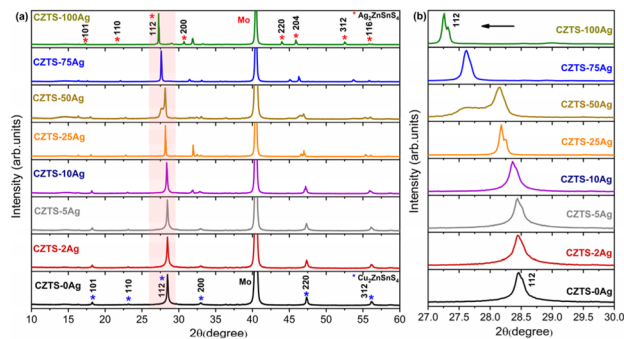 (a)
CZTS-100Ag
* 101
* 110
* 112
* 200
Mo
* 220
* 204
* 312
* 116
* Ag₂ZnSnS₄
CZTS-75Ag
CZTS-50Ag
CZTS-25Ag
CZTS-10Ag
CZTS-5Ag
CZTS-2Ag
CZTS-0Ag
* 101
* 110
* 112
* 200
Mo
* 220
* 312
* Cu₂ZnSnS₄
Intensity (arb.units)
10 15 20 25 30 35 40 45 50 55 60
2θ(degree)
(b)
112
CZTS-100Ag
CZTS-75Ag
CZTS-50Ag
CZTS-25Ag
CZTS-10Ag
CZTS-5Ag
CZTS-2Ag
CZTS-0Ag
112
Intensity (arb.units)
27.0 27.5 28.0 28.5 29.0 29.5 30.0
2θ(degree)